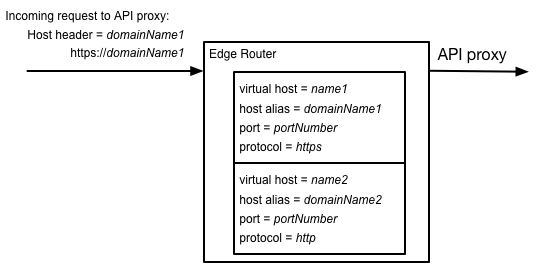 Incoming request to API proxy:
Host header = domainName1
https://domainName1
Edge Router
API proxy
virtual host = name1
host alias = domainName1
port = portNumber
protocol = https
virtual host = name2
host alias = domainName2
port = portNumber
protocol = http